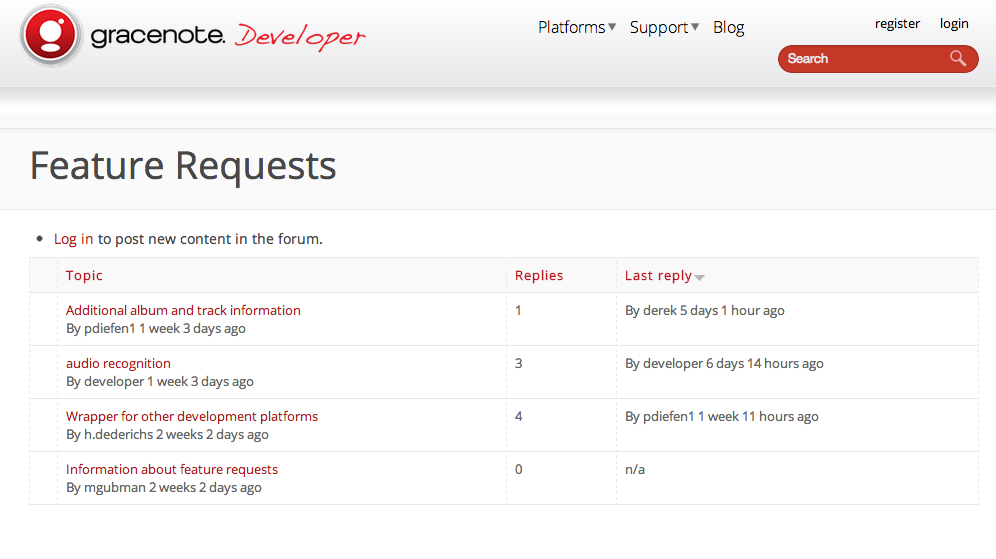 gracenote. Developer
Platforms Support Blog
register login
Search
Feature Requests
Log in to post new content in the forum.
Topic Replies Last reply
Additional album and track information 1 By derek 5 days 1 hour ago
By pdiefen1 1 week 3 days ago
audio recognition 3 By developer 6 days 14 hours ago
By developer 1 week 3 days ago
Wrapper for other development platforms 4 By pdiefen1 1 week 11 hours ago
By h.dederichs 2 weeks 2 days ago
Information about feature requests 0 n/a
By mgubman 2 weeks 2 days ago